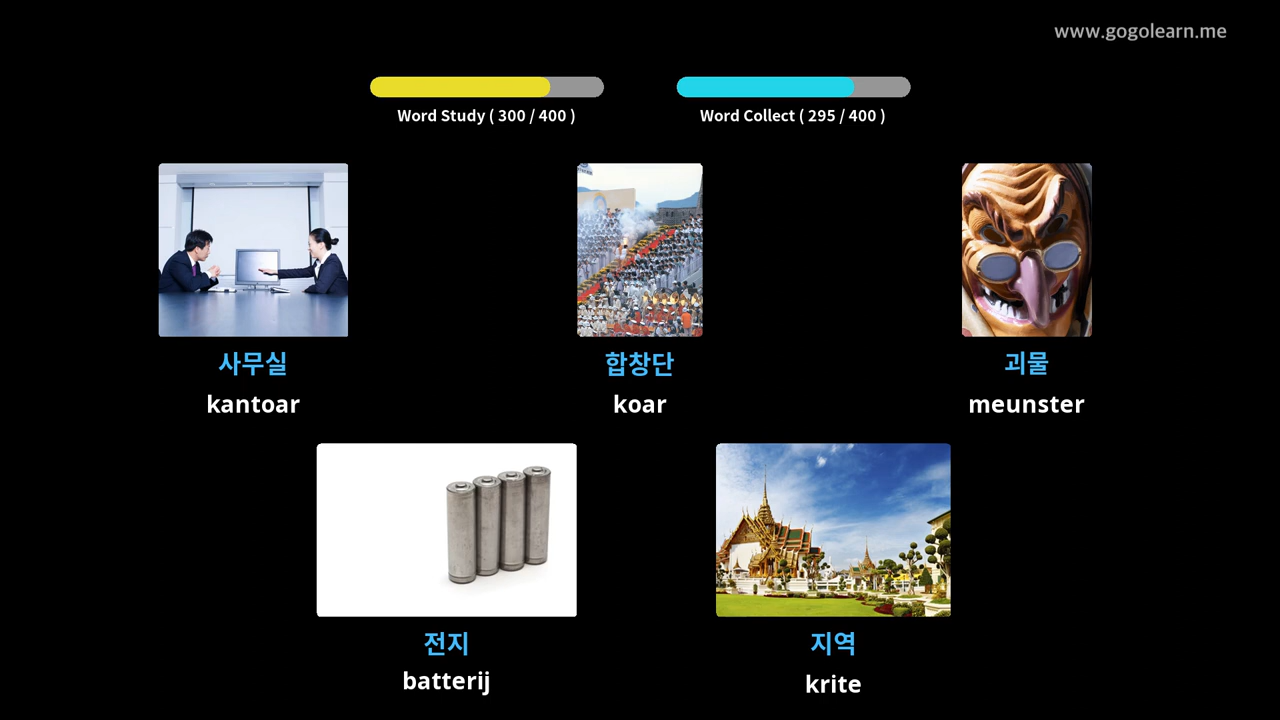 www.gogolearn.me
Word Study ( 300 / 400 )
Word Collect ( 295 / 400 )
사무실
kantoar
합창단
koar
괴물
meunster
전지
batterij
지역
krite